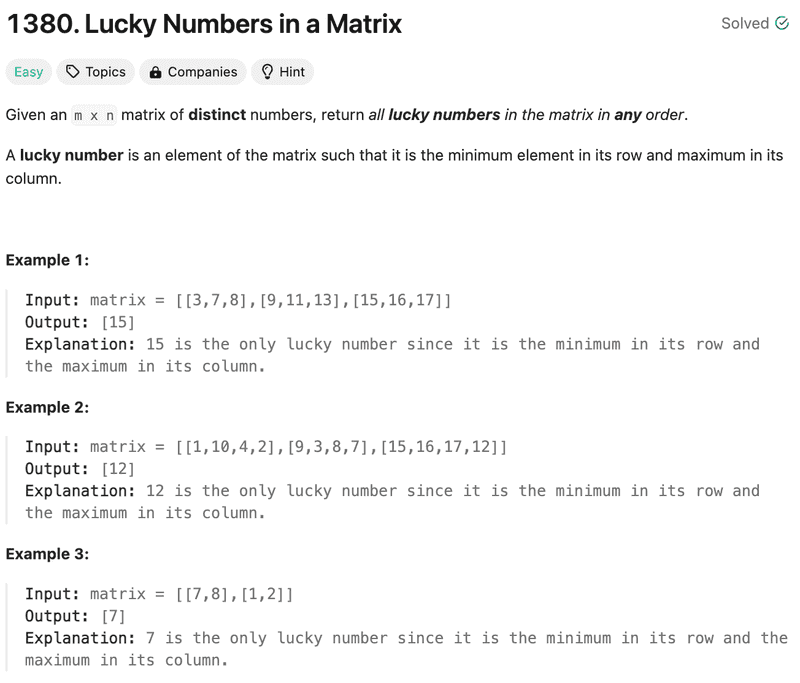 1380. Lucky Numbers in a Matrix
Solved
Easy Topics Companies Hint
Given an m x n matrix of distinct numbers, return all lucky numbers in the matrix in any order.
A lucky number is an element of the matrix such that it is the minimum element in its row and maximum in its
column.
Example 1:
Input: matrix = [[3,7,8],[9,11,13],[15,16,17]]
Output: [15]
Explanation: 15 is the only lucky number since it is the minimum in its row and
the maximum in its column.
Example 2:
Input: matrix = [[1,10,4,2],[9,3,8,7],[15,16,17,12]]
Output: [12]
Explanation: 12 is the only lucky number since it is the minimum in its row and
the maximum in its column.
Example 3:
Input: matrix = [[7,8],[1,2]]
Output: [7]
Explanation: 7 is the only lucky number since it is the minimum in its row and the
maximum in its column.